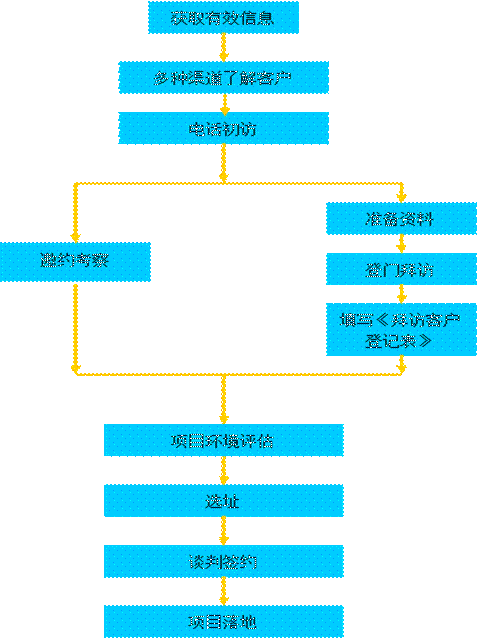 获取有效信息
多种渠道了解客户
电话初访
准备资料
邀约考察
登门拜访
填写《拜访客户
登记表》
项目环境评估
选址
谈判签约
项目落地